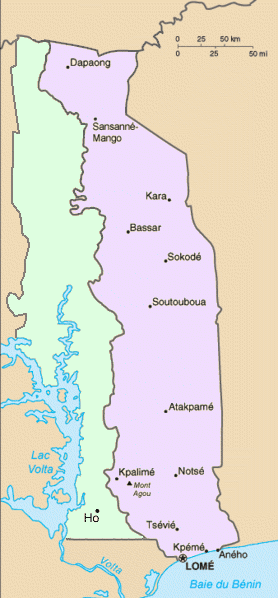 0 25 50 km
0 25 50 mi
Dapaong
Sansanné-
Mango
Kara
Bassar
Sokodé
Soutouboua
Atakpamé
Lac
Volta
Kpalimé
Mont
Agou
Notsé
Ho
Tsévié
Kpémé
Aného
LOMÉ
Volta
Baie du Bénin